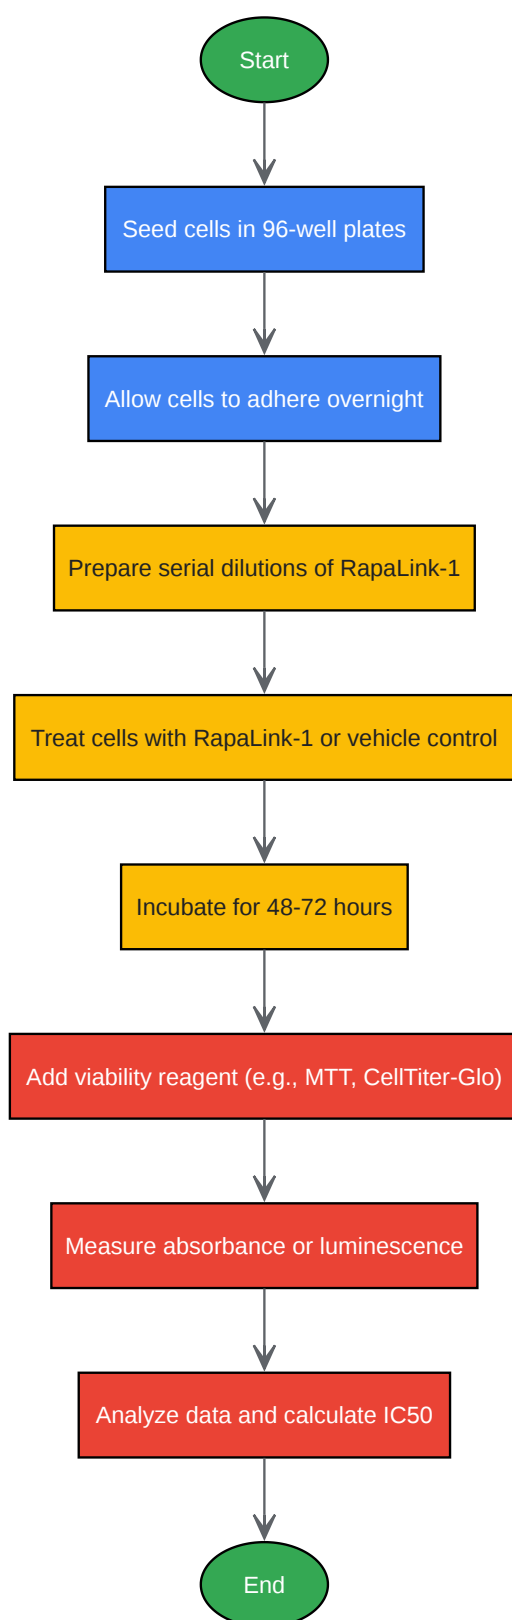 Start
Seed cells in 96-well plates
Allow cells to adhere overnight
Prepare serial dilutions of RapaLink-1
Treat cells with RapaLink-1 or vehicle control
Incubate for 48-72 hours
Add viability reagent (e.g., MTT, CellTiter-Glo)
Measure absorbance or luminescence
Analyze data and calculate IC50
End